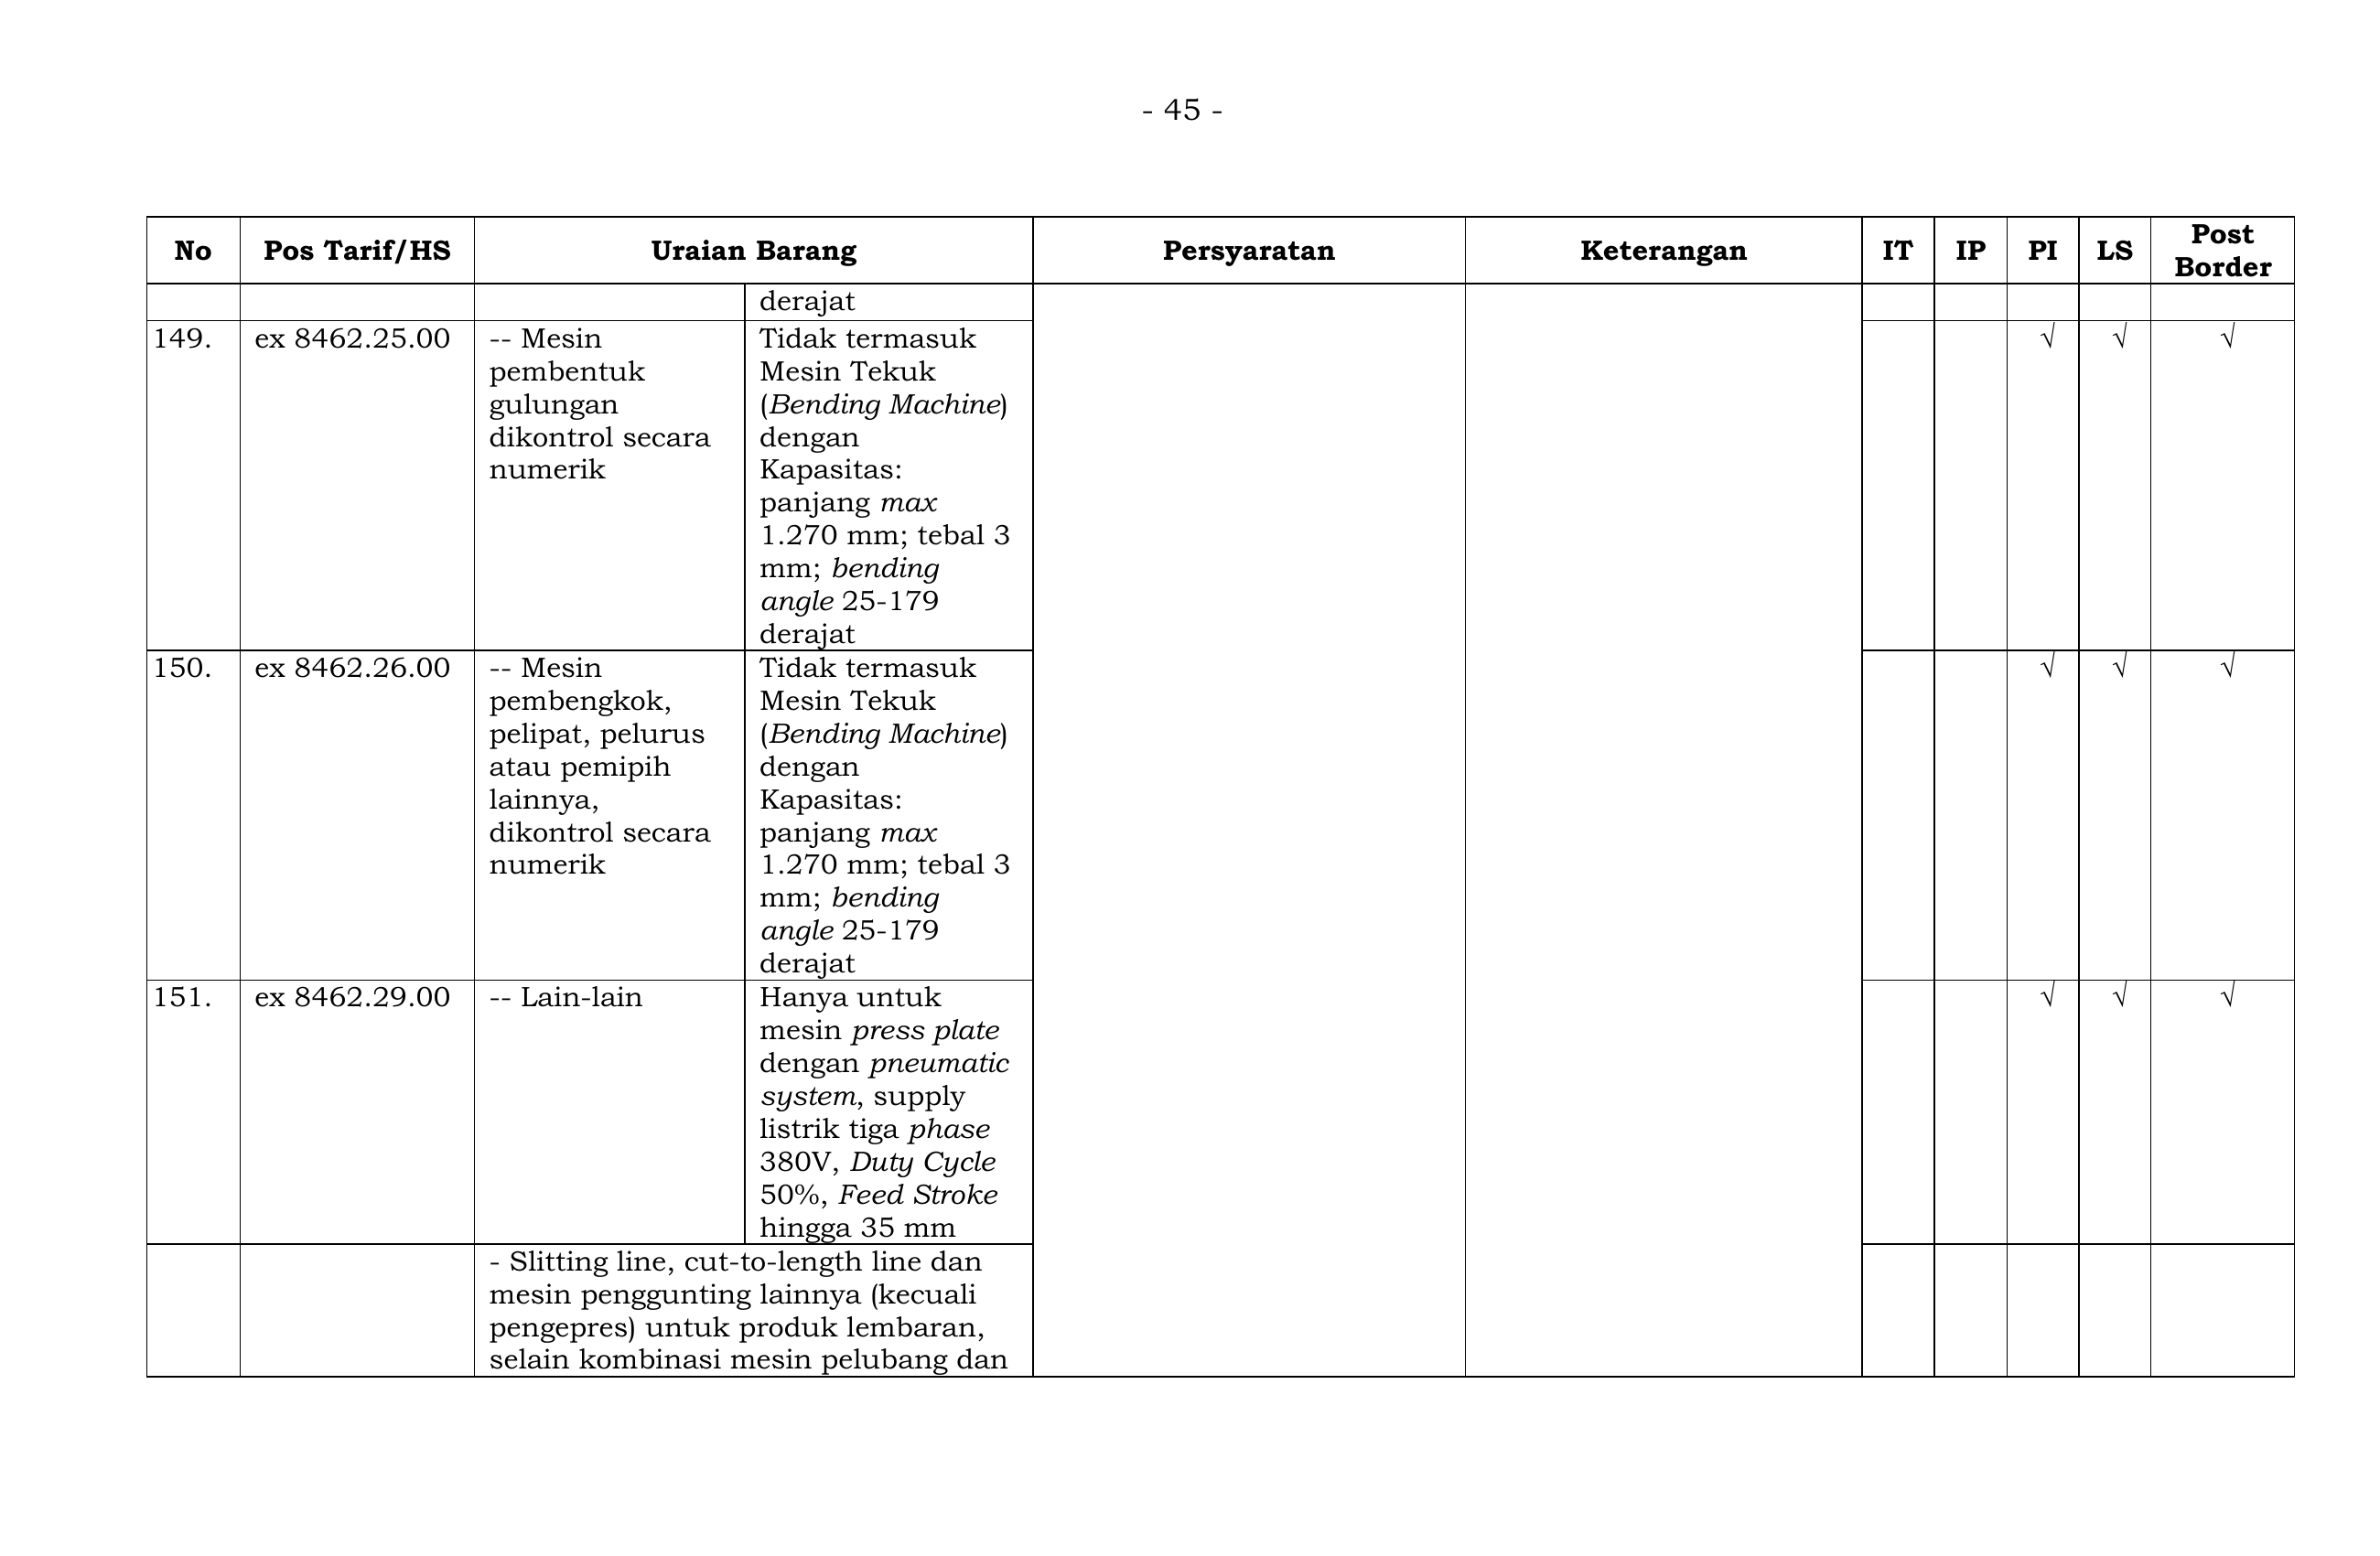 - 45 -
No Pos Tarif/HS Uraian Barang Persyaratan Keterangan IT IP PI LS Post Border
derajat
149. ex 8462.25.00 -- Mesin Tidak termasuk √ √ √
pembentuk Mesin Tekuk
gulungan (Bending Machine)
dikontrol secara dengan
numerik Kapasitas:
panjang max
1.270 mm; tebal 3
mm; bending
angle 25-179
derajat
150. ex 8462.26.00 -- Mesin Tidak termasuk √ √ √
pembengkok, Mesin Tekuk
pelipat, pelurus (Bending Machine)
atau pemipih dengan
lainnya, Kapasitas:
dikontrol secara panjang max
numerik 1.270 mm; tebal 3
mm; bending
angle 25-179
derajat
151. ex 8462.29.00 -- Lain-lain Hanya untuk √ √ √
mesin press plate
dengan pneumatic
system, supply
listrik tiga phase
380V, Duty Cycle
50%, Feed Stroke
hingga 35 mm
- Slitting line, cut-to-length line dan
mesin penggunting lainnya (kecuali
pengepres) untuk produk lembaran,
selain kombinasi mesin pelubang dan